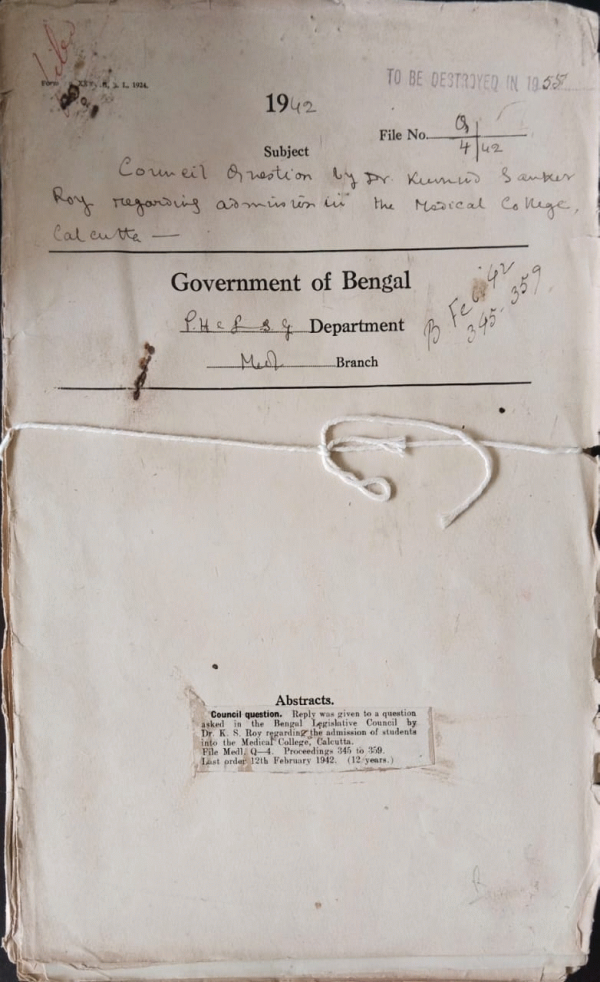 TO BE DESTROYED IN 1955
1942
File No. Q/4/42
Subject
Council Question by Dr. Kumud Sanker
Roy regarding admission in the Medical College,
Calcutta —
Government of Bengal
P.H & L.S.G Department
Medl Branch
B Feb. '42
345-359
Abstracts.
Council question. Reply was given to a question
asked in the Bengal Legislative Council by
Dr. K. S. Roy regarding the admission of students
into the Medical College, Calcutta.
File Medl. Q—4. Proceedings 345 to 359.
Last order 12th February 1942. (12 years.)